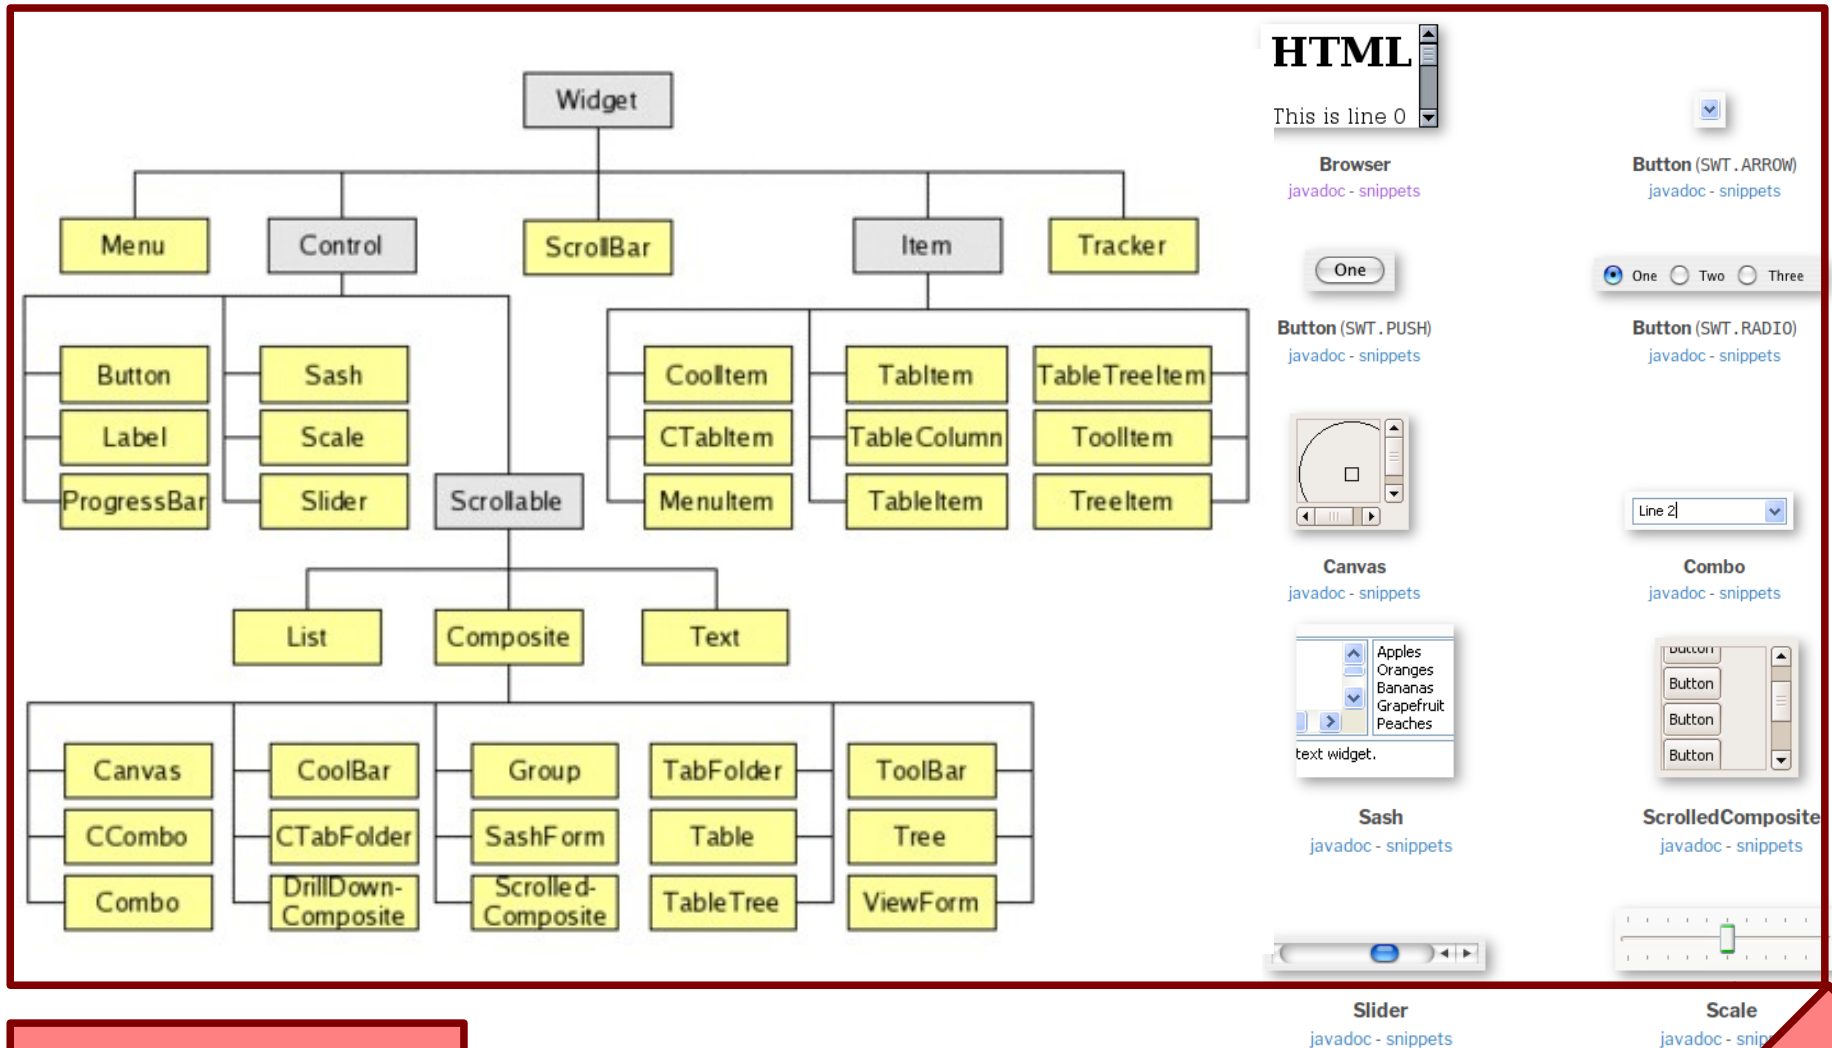 Widget
Menu
Control
ScrollBar
Item
Tracker
Button
Sash
CoolItem
TabItem
TableTreeItem
Label
Scale
CTabItem
TableColumn
ToolItem
ProgressBar
Slider
Scrollable
MenuItem
TableItem
TreeItem
List
Composite
Text
Canvas
CoolBar
Group
TabFolder
ToolBar
CCombo
CTabFolder
SashForm
Table
Tree
Combo
DrillDown-
Composite
Scrolled-
Composite
TableTree
ViewForm
HTML
This is line 0
Browser
javadoc - snippets
Button (SWT.ARROW)
javadoc - snippets
One
Button (SWT.PUSH)
javadoc - snippets
One Two Three
Button (SWT.RADIO)
javadoc - snippets
Canvas
javadoc - snippets
Line 2
Combo
javadoc - snippets
Apples
Oranges
Bananas
Grapefruit
Peaches
text widget.
Sash
javadoc - snippets
Button
Button
Button
Button
ScrolledComposite
javadoc - snippets
Slider
javadoc - snippets
Scale
javadoc -